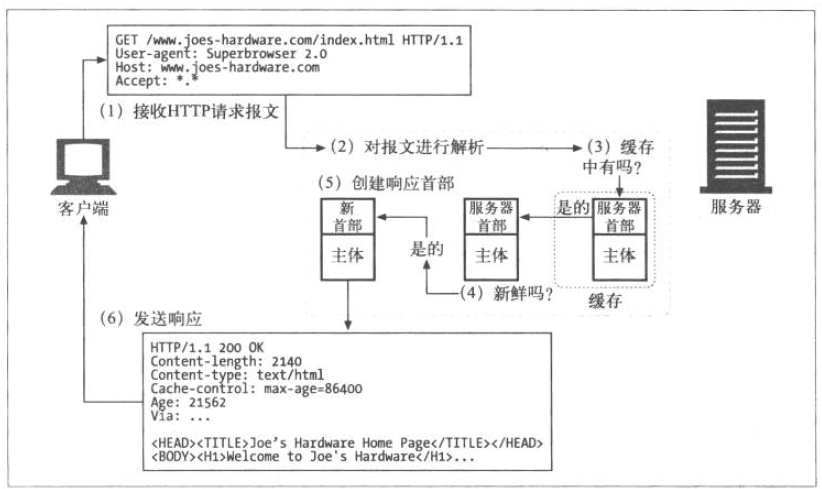 GET /www.joes-hardware.com/index.html HTTP/1.1
User-agent: Superbrowser 2.0
Host: www.joes-hardware.com
Accept: *.*
(1) 接收HTTP请求报文
(2) 对报文进行解析
(3) 缓存
中有吗?
(5) 创建响应首部
客户端
服务器
新
首部
主体
是的
服务器
首部
主体
是的
服务器
首部
主体
(4) 新鲜吗?
缓存
(6) 发送响应
HTTP/1.1 200 OK
Content-length: 2140
Content-type: text/html
Cache-control: max-age=86400
Age: 21562
Via: ...
<HEAD><TITLE>Joe's Hardware Home Page</TITLE></HEAD>
<BODY><H1>Welcome to Joe's Hardware</H1>...